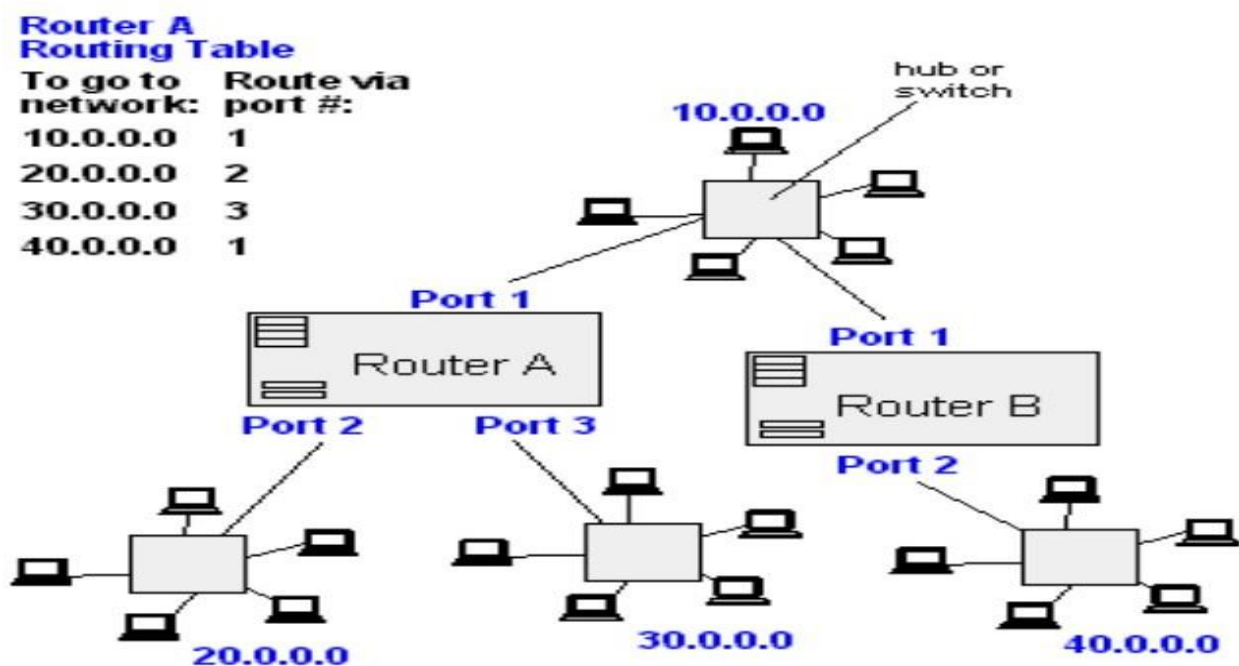 Router A
Routing Table
To go to network: Route via port #:
10.0.0.0 1
20.0.0.0 2
30.0.0.0 3
40.0.0.0 1
hub or
switch
10.0.0.0
Port 1
Router A
Port 2 Port 3
Port 1
Router B
Port 2
20.0.0.0
30.0.0.0
40.0.0.0